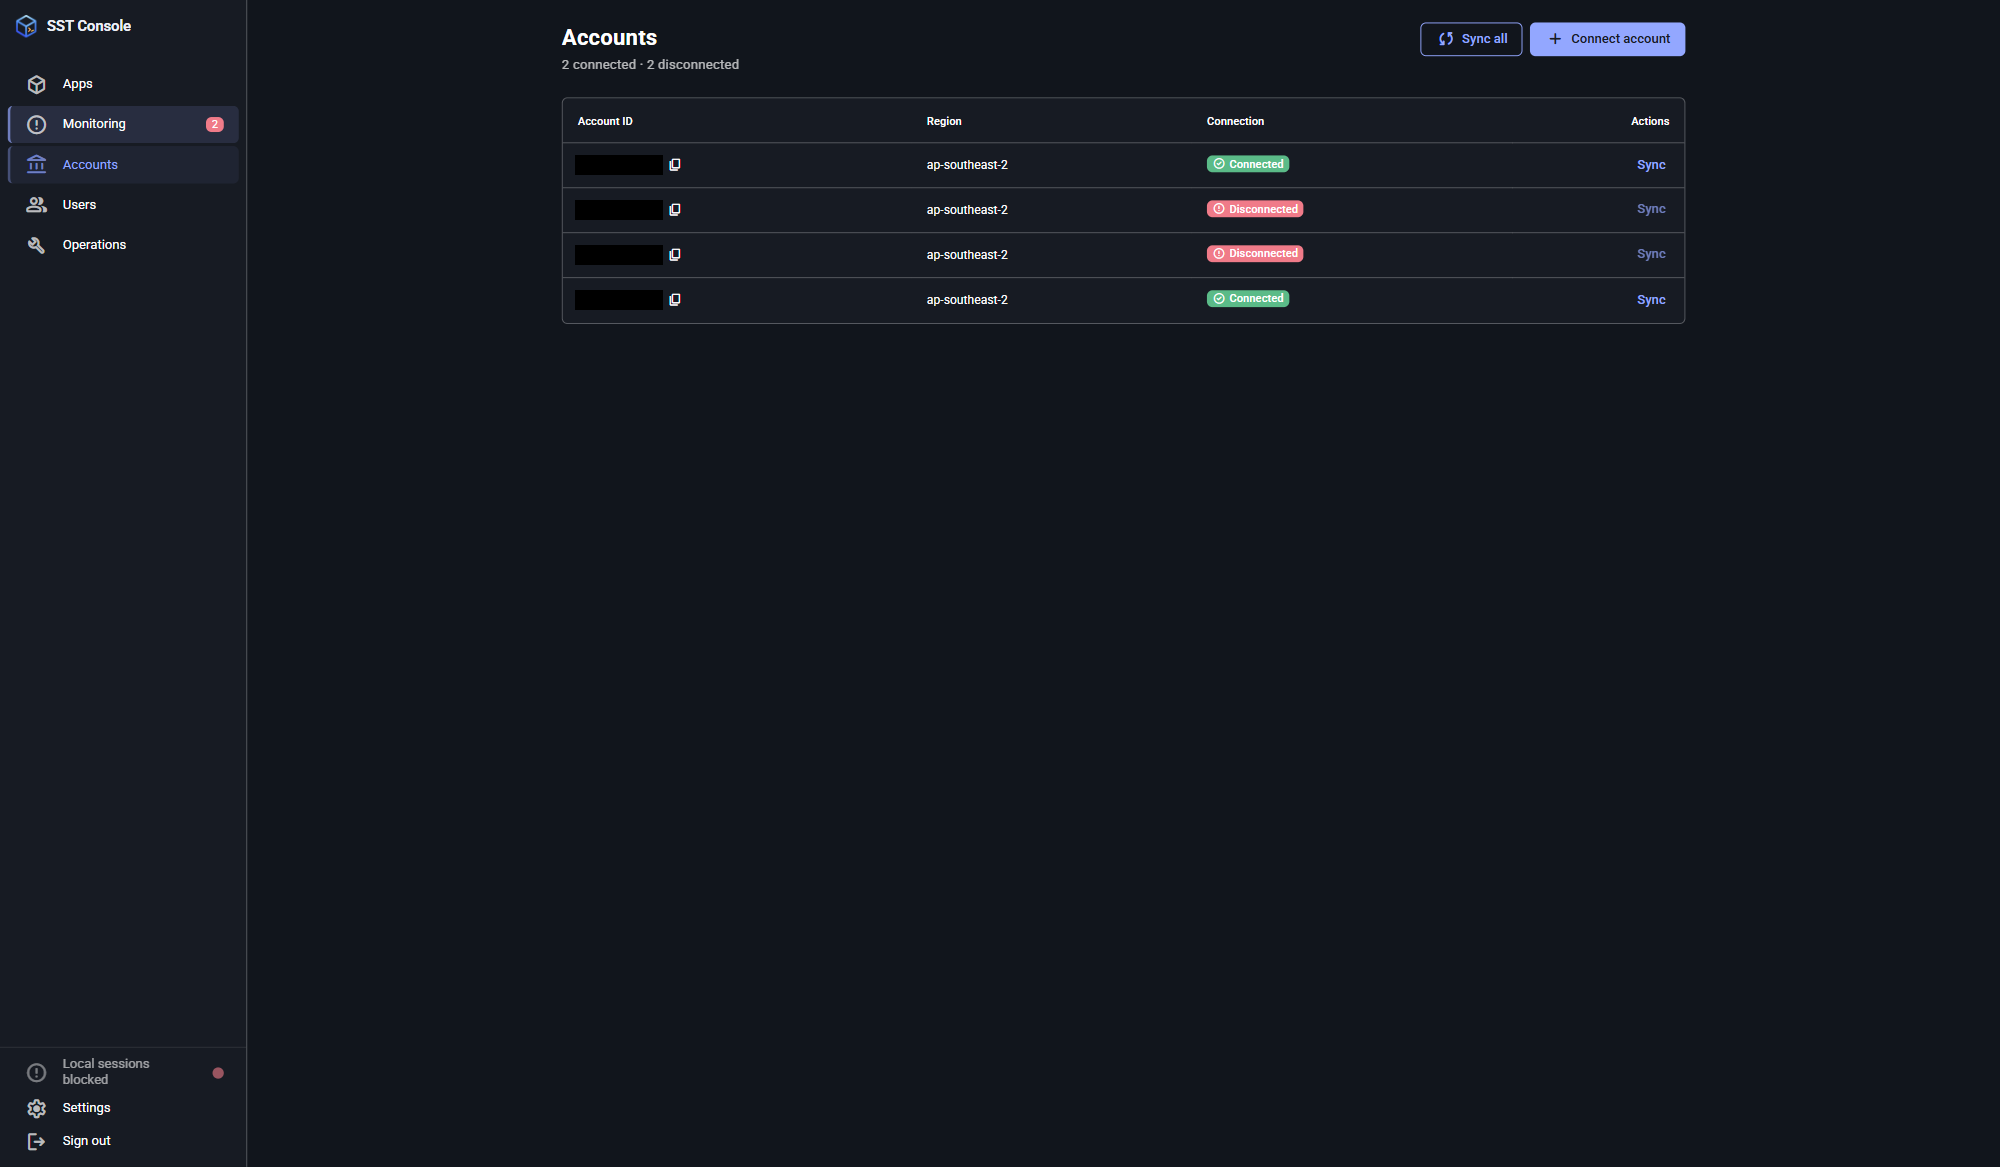 SST Console
Apps
Monitoring 2
Accounts
Users
Operations
Local sessions
blocked
Settings
Sign out
Accounts
2 connected · 2 disconnected
Sync all
Connect account
Account ID Region Connection Actions
ap-southeast-2 Connected Sync
ap-southeast-2 Disconnected Sync
ap-southeast-2 Disconnected Sync
ap-southeast-2 Connected Sync